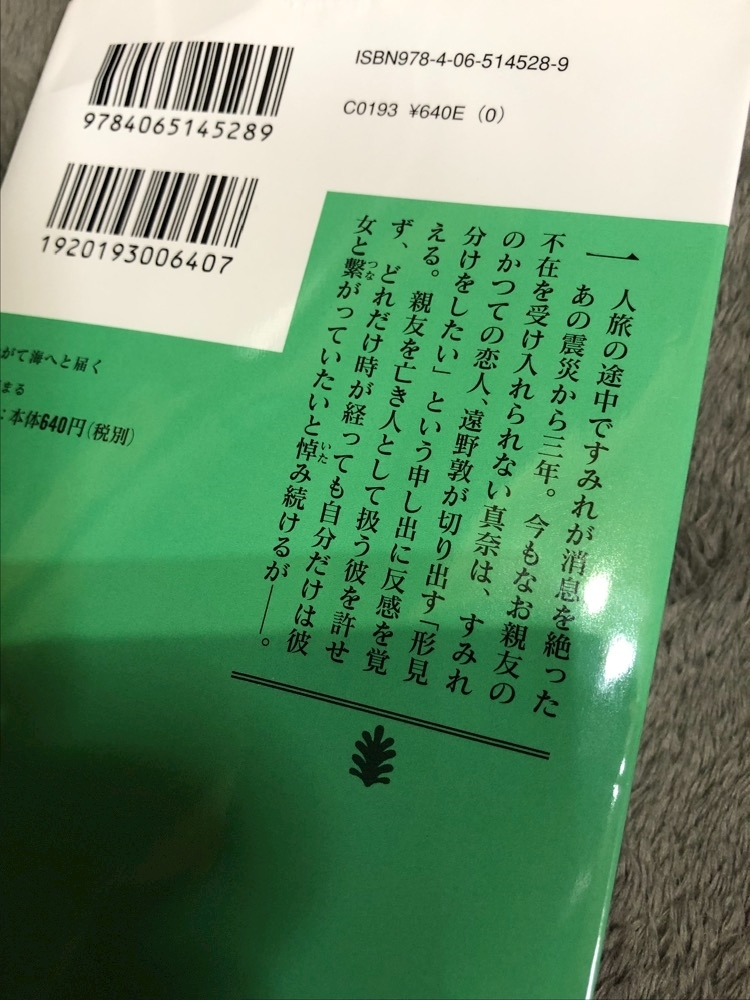 ISBN978-4-06-514528-9
C0193 ¥640E (0)
9784065145289
1920193006407
一人旅の途中ですみれが消息を絶った
あの震災から三年。今もなお親友の
不在を受け入れられない真奈は、すみれ
のかつての恋人、遠野敦が切り出す「形見
分けをしたい」という申し出に反感を覚
える。親友を亡き人として扱う彼を許せ
ず、どれだけ時が経っても自分だけは彼
女と繋がっていたいと悼み続けるが――。
つな
いた
がて海へと届く
まる
:本体640円(税別)